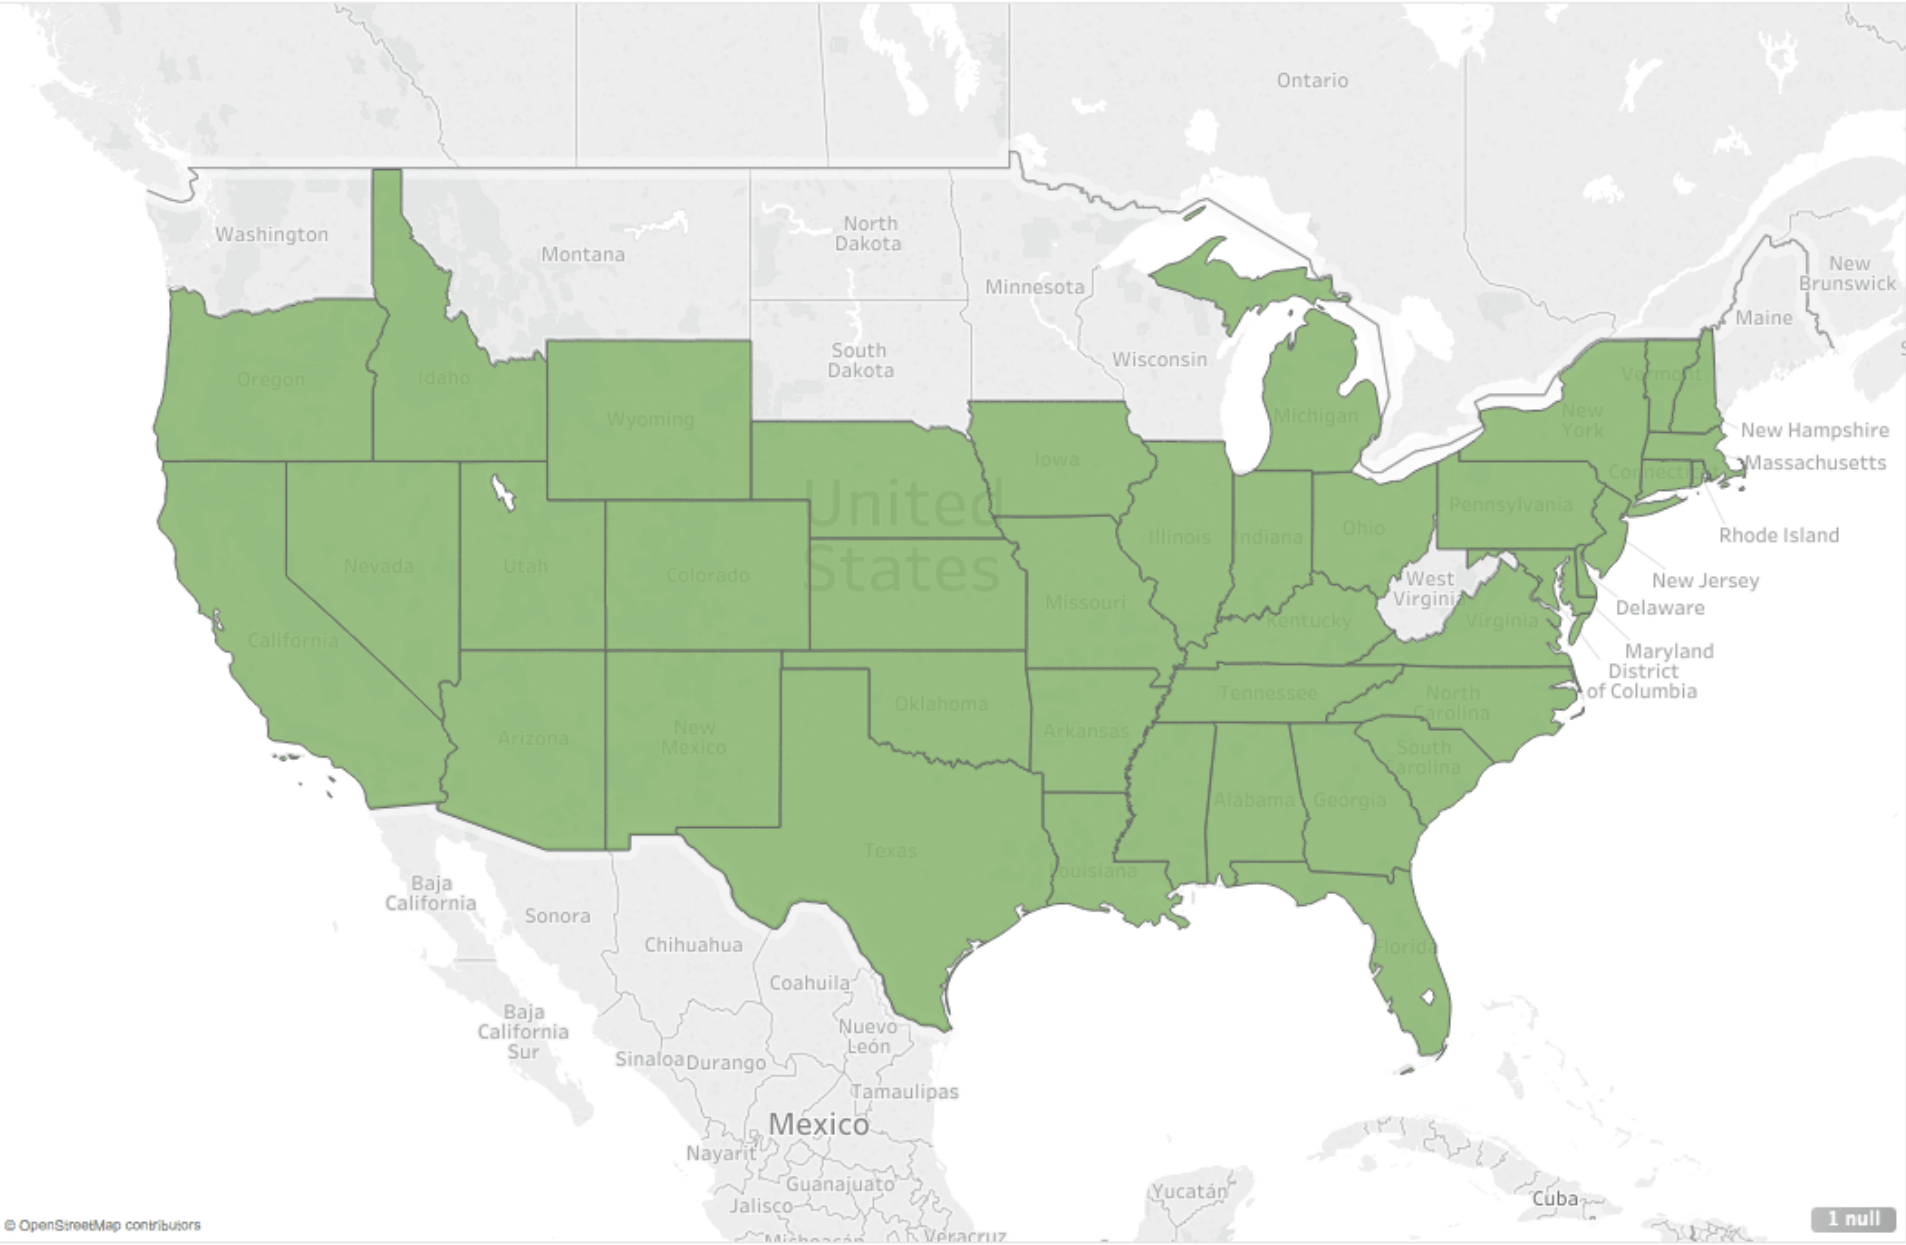 Ontario
Washington
Montana
North
Dakota
Minnesota
New
Brunswick
Maine
South
Dakota
Wisconsin
Oregon
Idaho
Wyoming
Michigan
Vermont
New
York
New Hampshire
Massachusetts
Iowa
Connecticut
United
States
Pennsylvania
Illinois
Indiana
Ohio
Rhode Island
Nevada
Utah
Colorado
West
Virginia
New Jersey
Delaware
Missouri
Kentucky
Virginia
California
Maryland
District
of Columbia
Tennessee
North
Carolina
Oklahoma
Arizona
New
Mexico
Arkansas
South
Carolina
Alabama
Georgia
Texas
Louisiana
Florida
Baja
California
Sonora
Chihuahua
Coahuila
Baja
California
Sur
Nuevo
León
Sinaloa
Durango
Tamaulipas
Mexico
Nayarit
Guanajuato
Yucatán
Jalisco
Cuba
Michoacán
Veracruz
© OpenStreetMap contributors
1 null